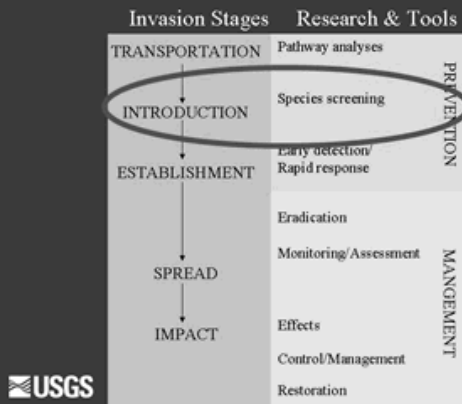 Invasion Stages Research & Tools
TRANSPORTATION Pathway analyses
INTRODUCTION Species screening
ESTABLISHMENT Early detection/
Rapid response
Eradication
Monitoring/Assessment
SPREAD
IMPACT Effects
Control/Management
Restoration
PREVENTION
MANGEMENT
USGS